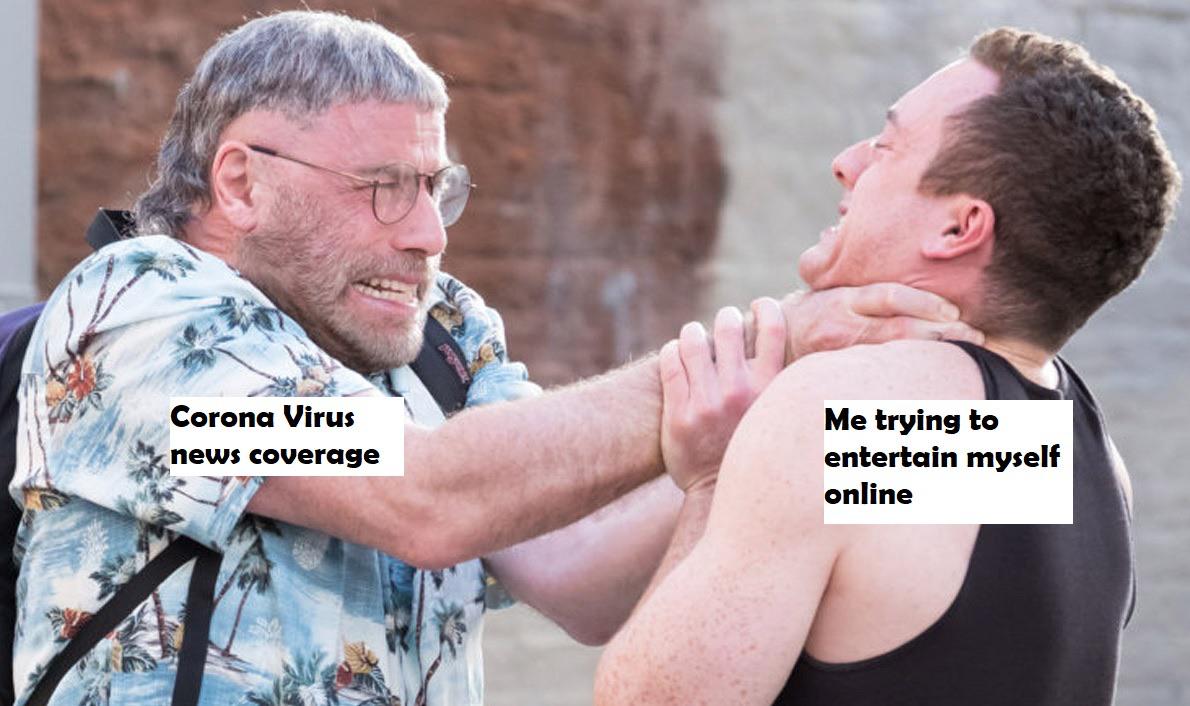 Corona Virus
news coverage
Me trying to
entertain myself
online